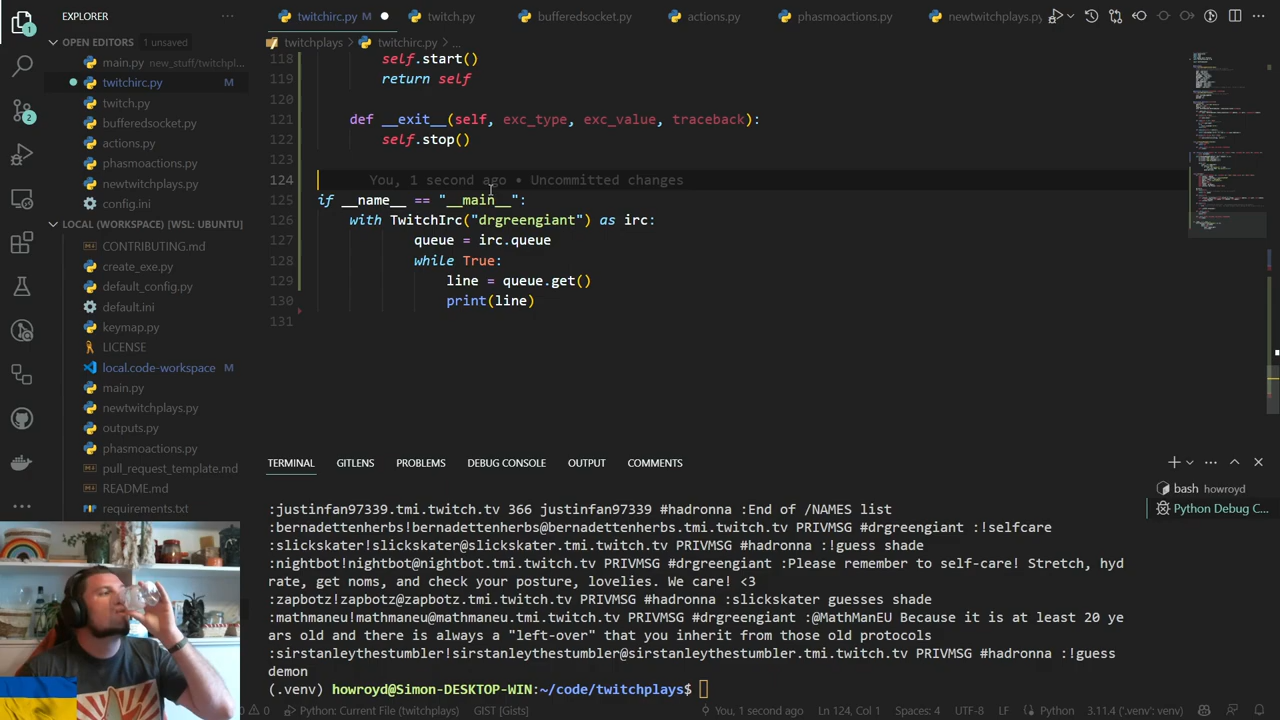 twitchirc.py M
twitch.py
bufferedsocket.py
actions.py
phasmoactions.py
newtwitchplays.py
EXPLORER
OPEN EDITORS
1 unsaved
main.py new_stuff/twitchpl...
twitchirc.py M
twitch.py
bufferedsocket.py
actions.py
phasmoactions.py
newtwitchplays.py
config.ini
LOCAL (WORKSPACE) [WSL: UBUNTU]
CONTRIBUTING.md
create_exe.py
default_config.py
default.ini
keymap.py
LICENSE
local.code-workspace M
main.py
newtwitchplays.py
outputs.py
phasmoactions.py
pull_request_template.md
README.md
requirements.txt
1
2
twitchplays > twitchirc.py > ...
118 self.start()
119 return self
120
121 def __exit__(self, exc_type, exc_value, traceback):
122 self.stop()
123
124 You, 1 second ago • Uncommitted changes
125 if __name__ == "__main__":
126 with TwitchIrc("drgreengiant") as irc:
127 queue = irc.queue
128 while True:
129 line = queue.get()
130 print(line)
131
TERMINAL GITLENS PROBLEMS DEBUG CONSOLE OUTPUT COMMENTS
bash howroyd
Python Debug C...
:justinfan97339.tmi.twitch.tv 366 justinfan97339 #hadronna :End of /NAMES list
:bernadettenherbs!bernadettenherbs@bernadettenherbs.tmi.twitch.tv PRIVMSG #drgreengiant :!selfcare
:slickskater!slickskater@slickskater.tmi.twitch.tv PRIVMSG #hadronna :!guess shade
:nightbot!nightbot@nightbot.tmi.twitch.tv PRIVMSG #drgreengiant :Please remember to self-care! Stretch, hyd
rate, get noms, and check your posture, lovelies. We care! <3
:zapbotz!zapbotz@zapbotz.tmi.twitch.tv PRIVMSG #hadronna :slickskater guesses shade
:mathmaneu!mathmaneu@mathmaneu.tmi.twitch.tv PRIVMSG #drgreengiant :@MathManEU Because it is at least 20 ye
ars old and there is always a "left-over" that you inherit from those old protocols
:sirstanleythestumbler!sirstanleythestumbler@sirstanleythestumbler.tmi.twitch.tv PRIVMSG #hadronna :!guess
demon
(.venv) howroyd@Simon-DESKTOP-WIN:~/code/twitchplays$
0 Python: Current File (twitchplays) GIST [Gists] You, 1 second ago Ln 124, Col 1 Spaces: 4 UTF-8 LF Python 3.11.4 ('.venv': venv)